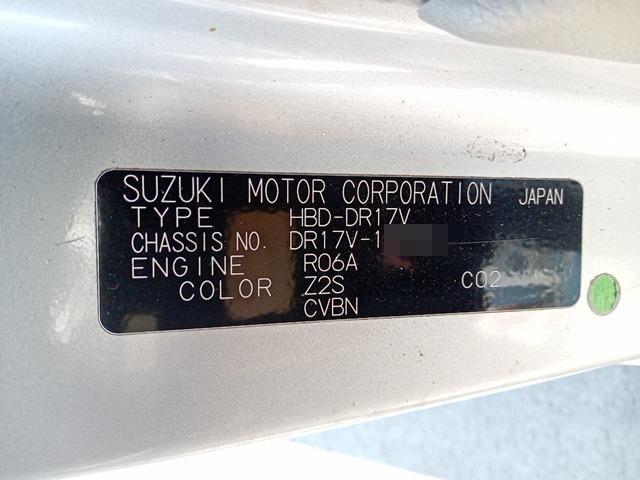 SUZUKI MOTOR CORPORATION JAPAN
TYPE HBD-DR17V
CHASSIS NO. DR17V-1
ENGINE R06A
COLOR Z2S C02
CVBN